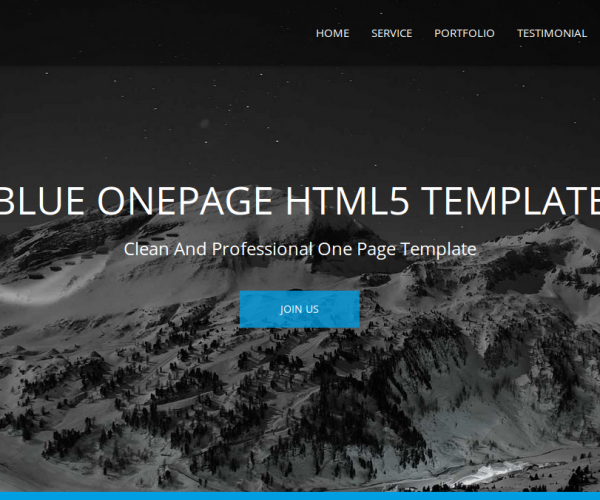 HOME SERVICE PORTFOLIO TESTIMONIAL
BLUE ONEPAGE HTML5 TEMPLATE
Clean And Professional One Page Template
JOIN US